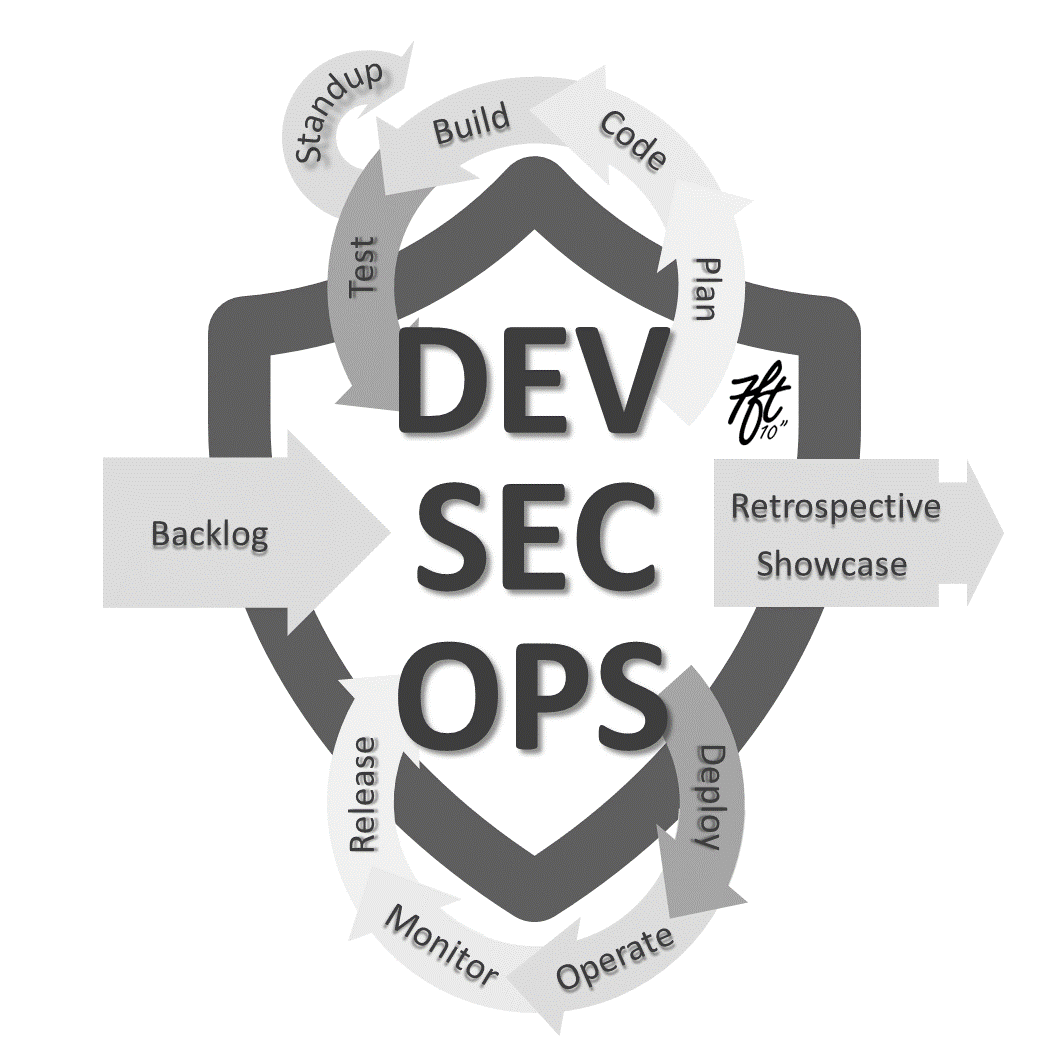 Standup
Build
Code
Test
Plan
DEV
7ft
10”
SEC
Backlog
Retrospective
Showcase
OPS
Release
Deploy
Monitor
Operate